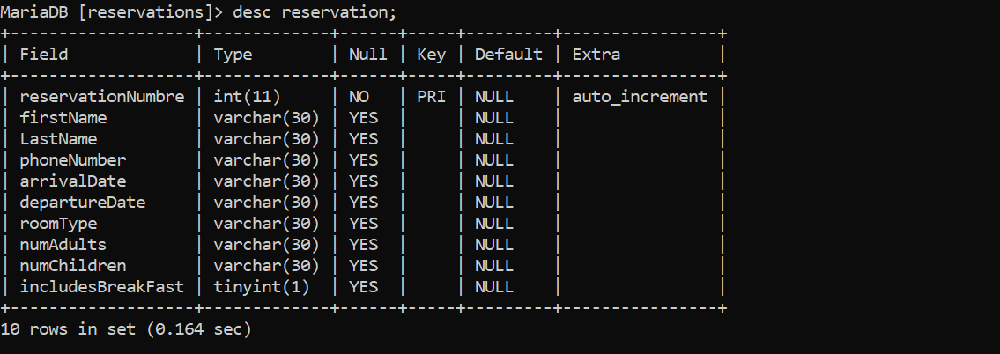 MariaDB [reservations]> desc reservation;
+-------------------+-------------+------+-----+---------+----------------+
| Field             | Type        | Null | Key | Default | Extra          |
+-------------------+-------------+------+-----+---------+----------------+
| reservationNumbre | int(11)     | NO   | PRI | NULL    | auto_increment |
| firstName         | varchar(30) | YES  |     | NULL    |                |
| LastName          | varchar(30) | YES  |     | NULL    |                |
| phoneNumber       | varchar(30) | YES  |     | NULL    |                |
| arrivalDate       | varchar(30) | YES  |     | NULL    |                |
| departureDate     | varchar(30) | YES  |     | NULL    |                |
| roomType          | varchar(30) | YES  |     | NULL    |                |
| numAdults         | varchar(30) | YES  |     | NULL    |                |
| numChildren       | varchar(30) | YES  |     | NULL    |                |
| includesBreakFast | tinyint(1)  | YES  |     | NULL    |                |
+-------------------+-------------+------+-----+---------+----------------+
10 rows in set (0.164 sec)